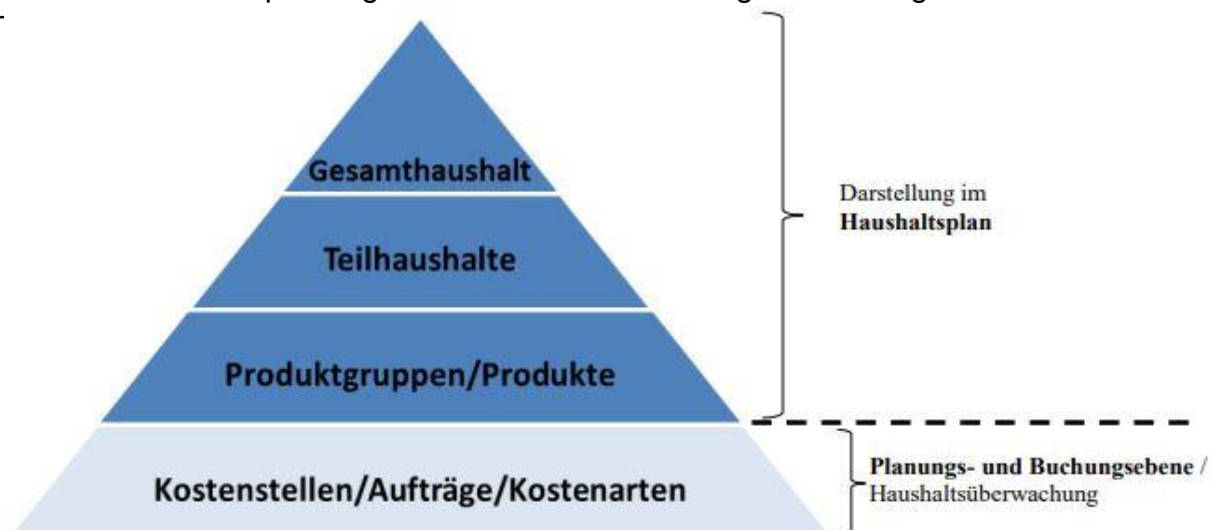 Gesamthaushalt
Darstellung im
Haushaltsplan
Teilhaushalte
Produktgruppen/Produkte
Kostenstellen/Aufträge/Kostenarten
Planungs- und Buchungsebene /
Haushaltsüberwachung